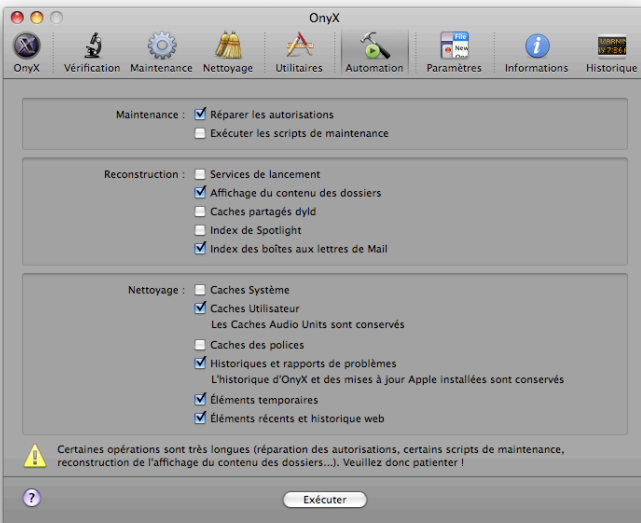 OnyX
OnyX Vérification Maintenance Nettoyage Utilitaires Automation Paramètres Informations Historique
File
New
Maintenance : Réparer les autorisations
Exécuter les scripts de maintenance
Reconstruction : Services de lancement
Affichage du contenu des dossiers
Caches partagés dyld
Index de Spotlight
Index des boîtes aux lettres de Mail
Nettoyage : Caches Système
Caches Utilisateur
Les Caches Audio Units sont conservés
Caches des polices
Historiques et rapports de problèmes
L'historique d'OnyX et des mises à jour Apple installées sont conservés
Éléments temporaires
Éléments récents et historique web
Certaines opérations sont très longues (réparation des autorisations, certains scripts de maintenance,
reconstruction de l'affichage du contenu des dossiers...). Veuillez donc patienter !
? Exécuter